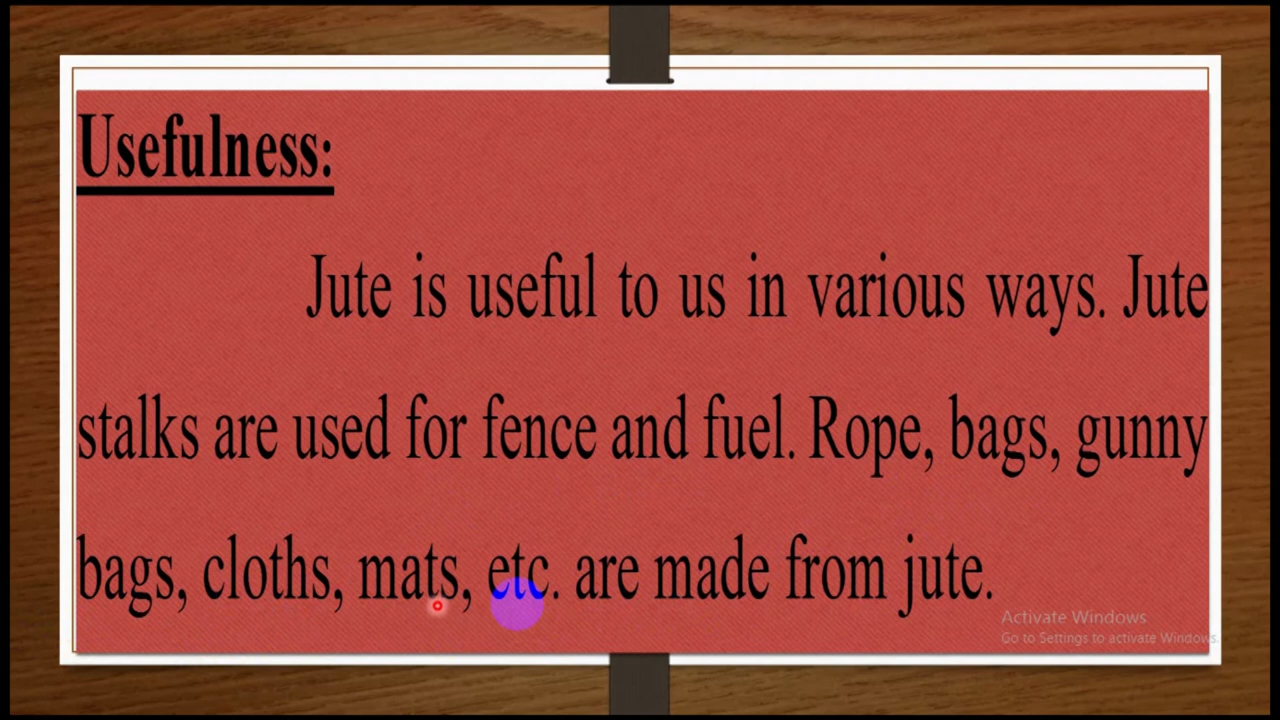 Usefulness:
Jute is useful to us in various ways. Jute
stalks are used for fence and fuel. Rope, bags, gunny
bags, cloths, mats, etc. are made from jute.
Activate Windows
Go to Settings to activate Windows.